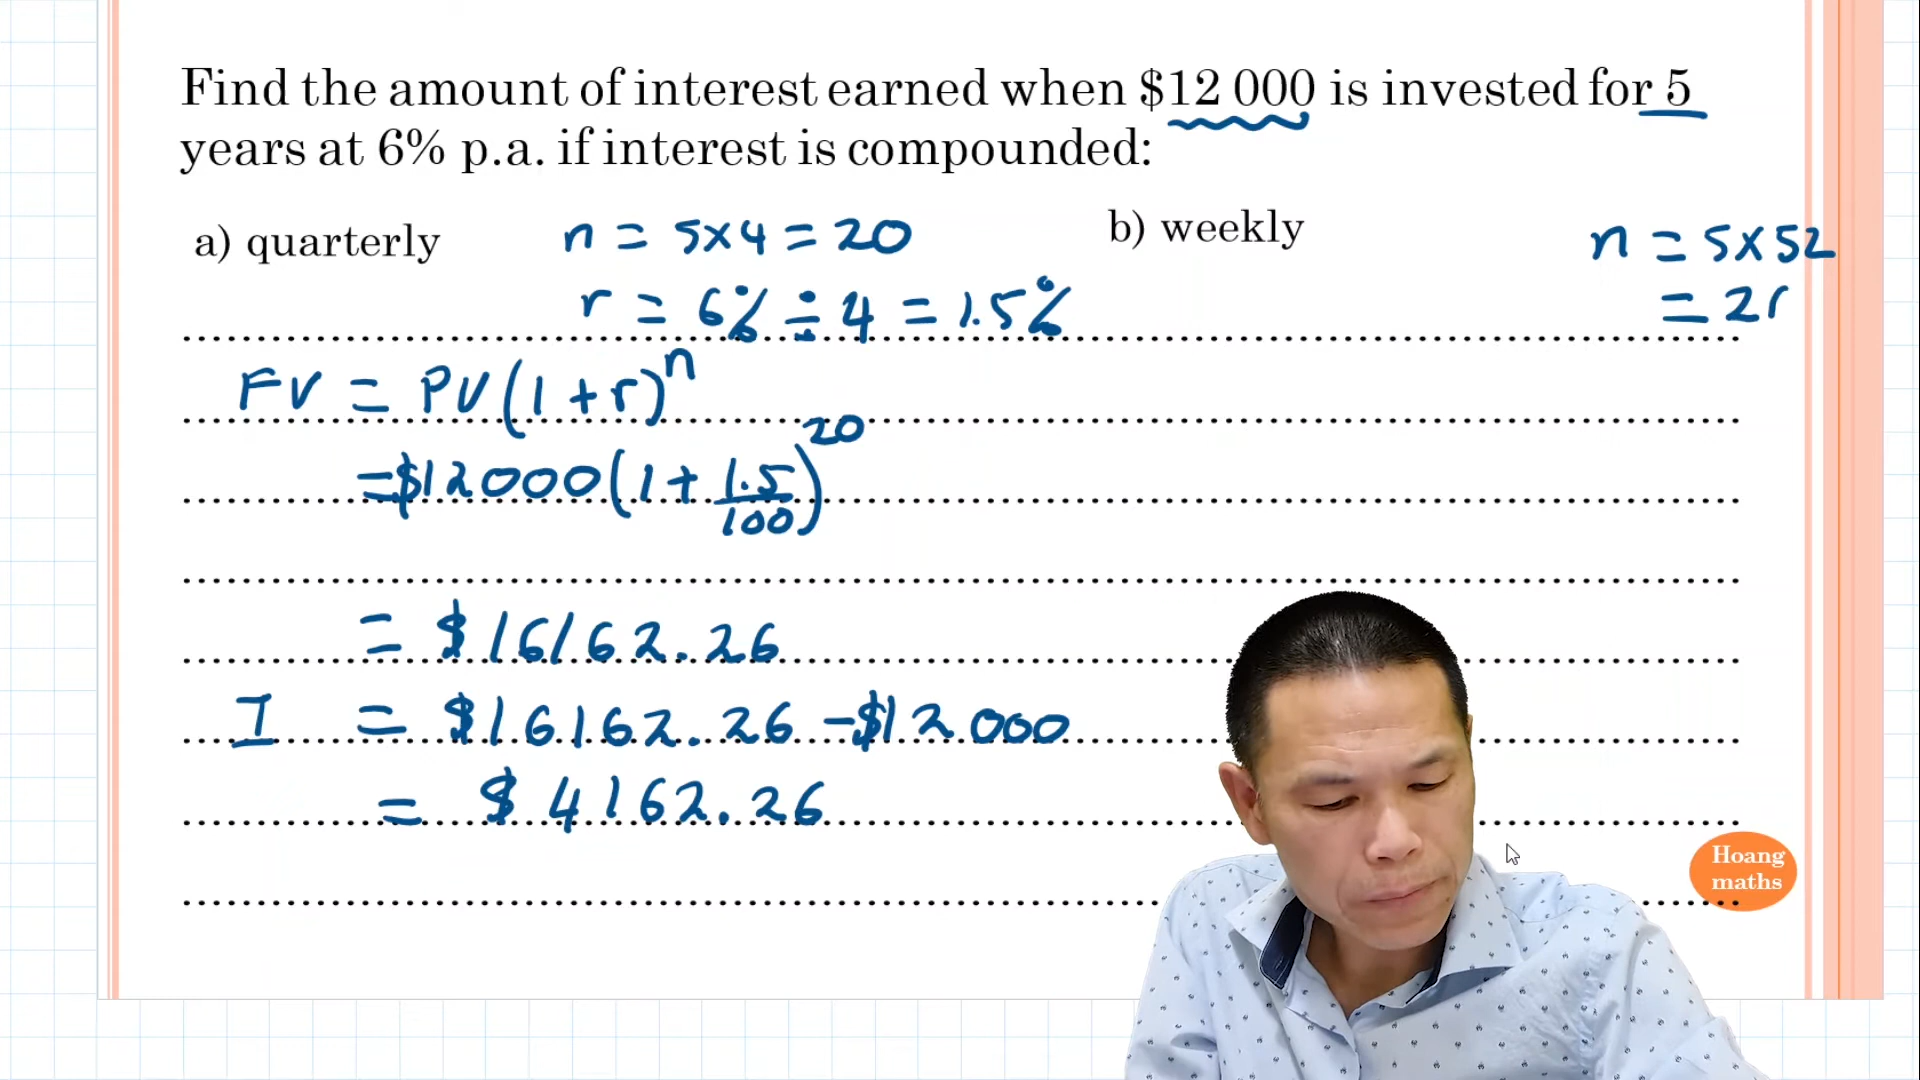 Find the amount of interest earned when $12 000 is invested for 5
years at 6% p.a. if interest is compounded:
a) quarterly
n = 5×4 = 20
r = 6% ÷ 4 = 1.5%
FV = PV(1+r)^n
=$12000(1+ 1.5/100)^20
= $16162.26
I = $16162.26 -$12000
= $4162.26
b) weekly
n = 5×52
= 2
Hoang
maths